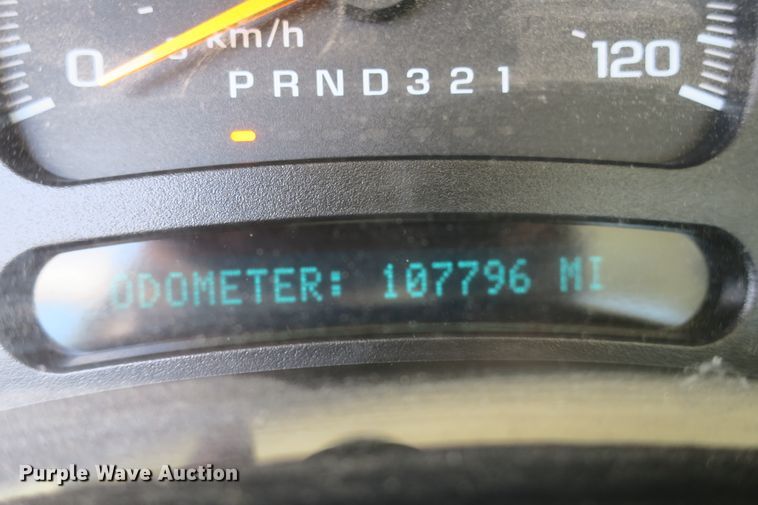 0 km/h 120
PRND321
ODOMETER: 107796 MI
Purple Wave Auction